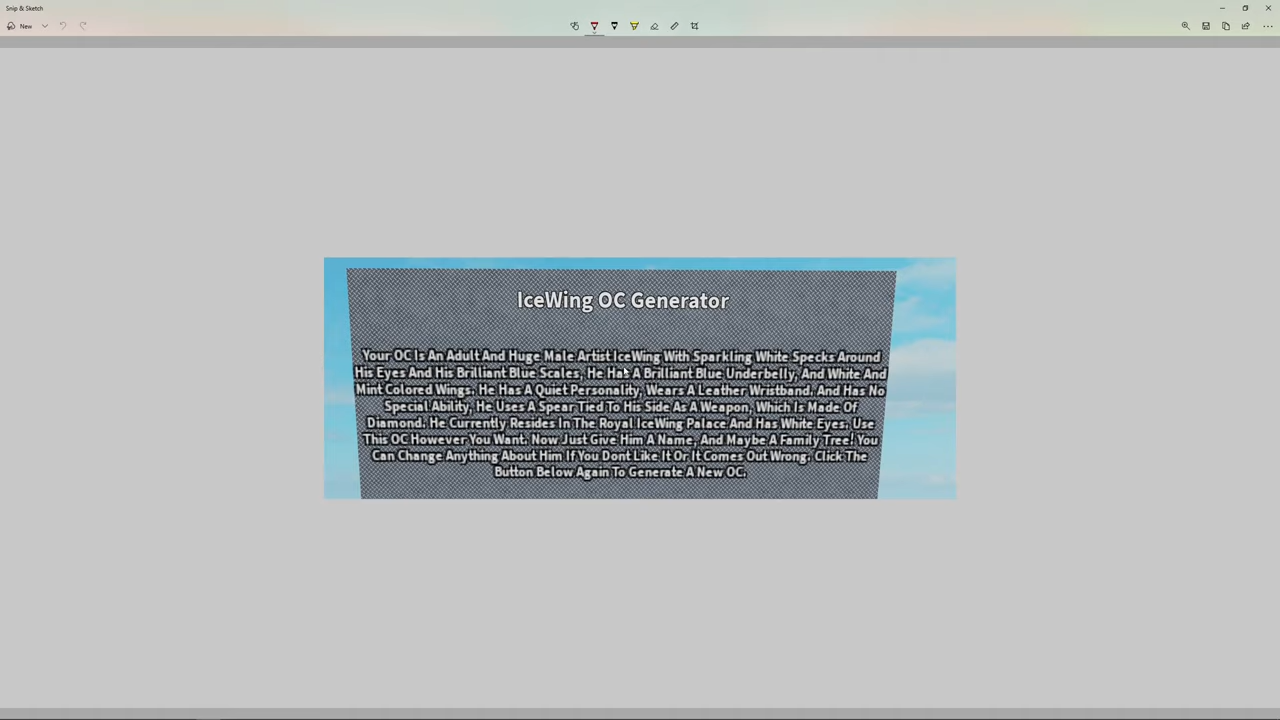 Snip & Sketch
New
IceWing OC Generator
Your OC Is An Adult And Huge Male Artist IceWing With Sparkling White Specks Around
His Eyes And His Brilliant Blue Scales, He Has A Brilliant Blue Underbelly, And White And
Mint Colored Wings. He Has A Quiet Personality, Wears A Leather Wristband. And Has No
Special Ability, He Uses A Spear Tied To His Side As A Weapon, Which Is Made Of
Diamond. He Currently Resides In The Royal IceWing Palace And Has White Eyes. Use
This OC However You Want. Now Just Give Him A Name, And Maybe A Family Tree! You
Can Change Anything About Him If You Dont Like It Or It Comes Out Wrong. Click The
Button Below Again To Generate A New OC.